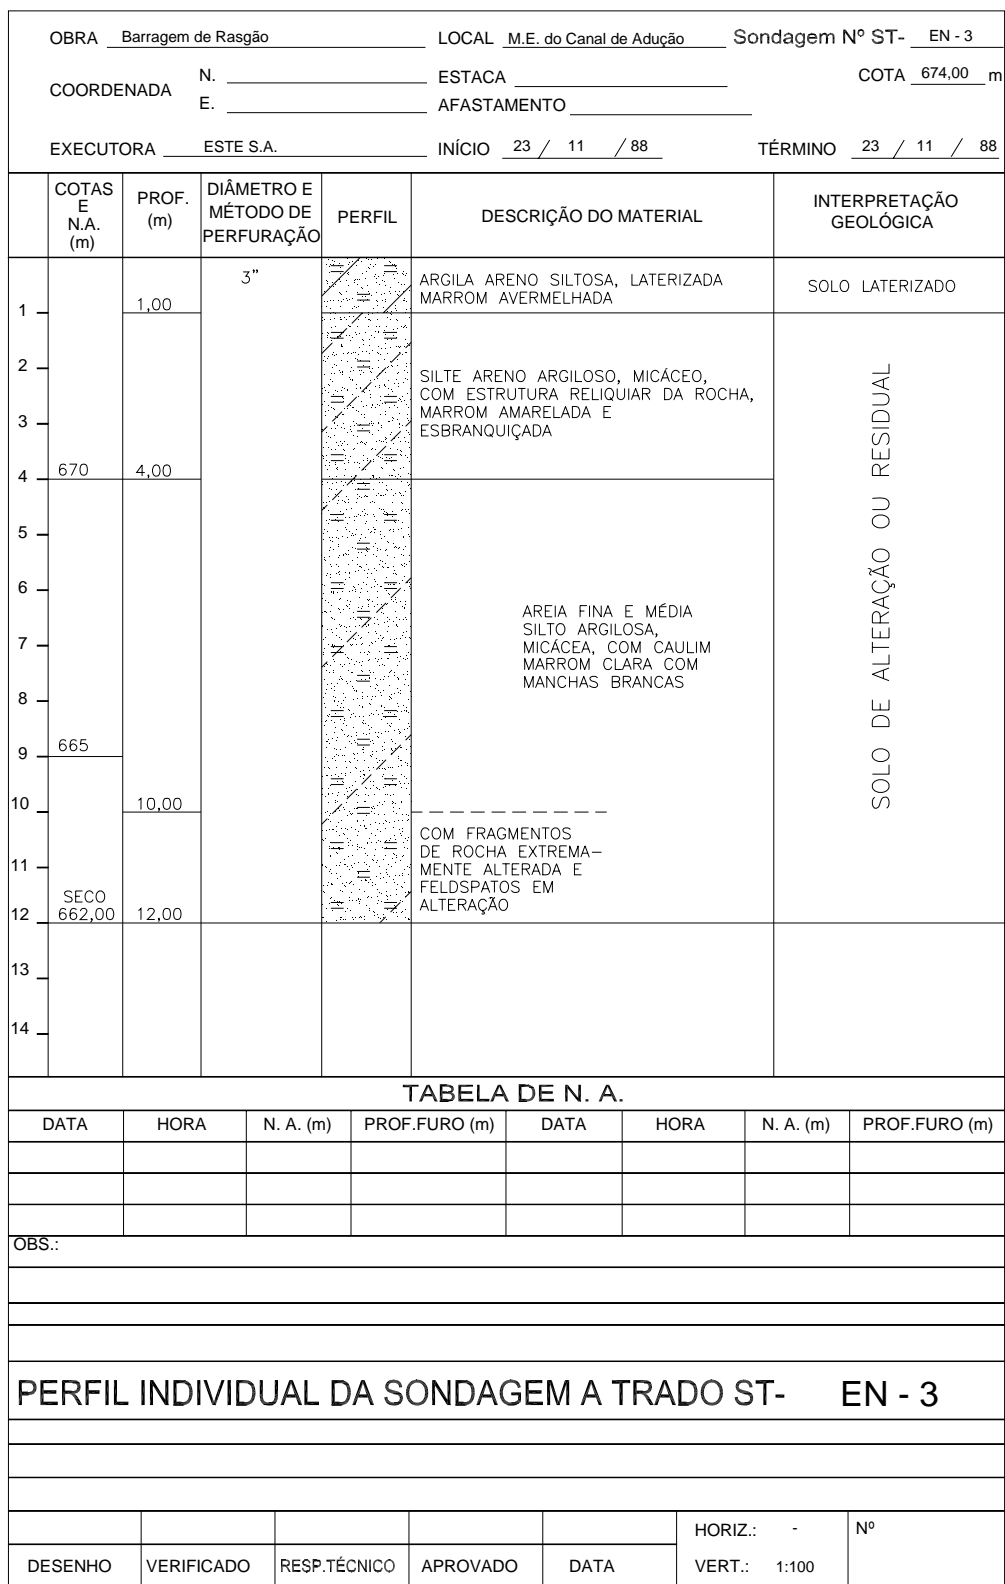 OBRA Barragem de Rasgão LOCAL M.E. do Canal de Adução Sondagem Nº ST- EN - 3
COORDENADA N. ESTACA COTA 674,00 m
E. AFASTAMENTO
EXECUTORA ESTE S.A. INÍCIO 23 / 11 / 88 TÉRMINO 23 / 11 / 88
COTAS E N.A. (m)
PROF. (m)
DIÂMETRO E MÉTODO DE PERFURAÇÃO
PERFIL
DESCRIÇÃO DO MATERIAL
INTERPRETAÇÃO GEOLÓGICA
3"
ARGILA ARENO SILTOSA, LATERIZADA
MARROM AVERMELHADA
SOLO LATERIZADO
1 1,00
2
SILTE ARENO ARGILOSO, MICÁCEO,
COM ESTRUTURA RELIQUIAR DA ROCHA,
MARROM AMARELADA E
ESBRANQUIÇADA
3
4 670 4,00
SOLO DE ALTERAÇÃO OU RESIDUAL
5
6
AREIA FINA E MÉDIA
SILTO ARGILOSA,
MICÁCEA, COM CAULIM
MARROM CLARA COM
MANCHAS BRANCAS
7
8
9 665
10 10,00
COM FRAGMENTOS
DE ROCHA EXTREMA-
MENTE ALTERADA E
FELDSPATOS EM
ALTERAÇÃO
11
SECO
12 662,00 12,00
13
14
TABELA DE N. A.
DATA HORA N. A. (m) PROF.FURO (m) DATA HORA N. A. (m) PROF.FURO (m)
OBS.:
PERFIL INDIVIDUAL DA SONDAGEM A TRADO ST- EN - 3
HORIZ.: - Nº
DESENHO VERIFICADO RESP.TÉCNICO APROVADO DATA VERT.: 1:100